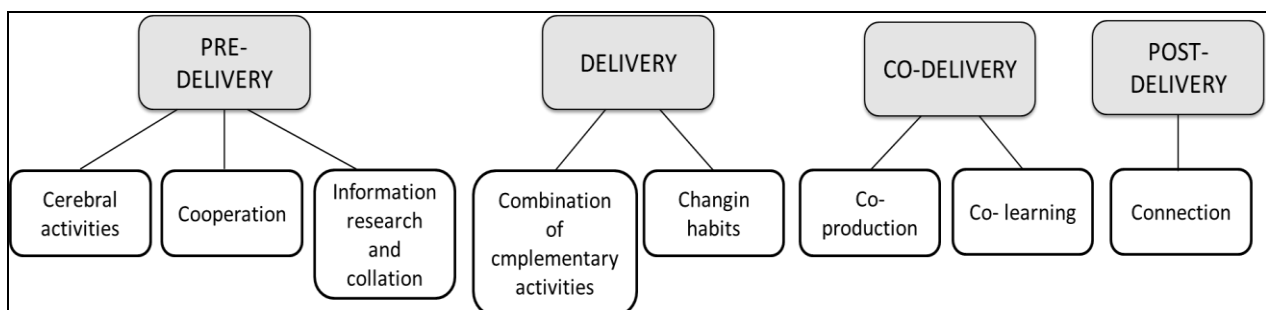 PRE-
DELIVERY
DELIVERY
CO-DELIVERY
POST-
DELIVERY
Cerebral
activities
Cooperation
Information
research
and
collation
Combination
of
cmplementary
activities
Changin
habits
Co-
production
Co- learning
Connection